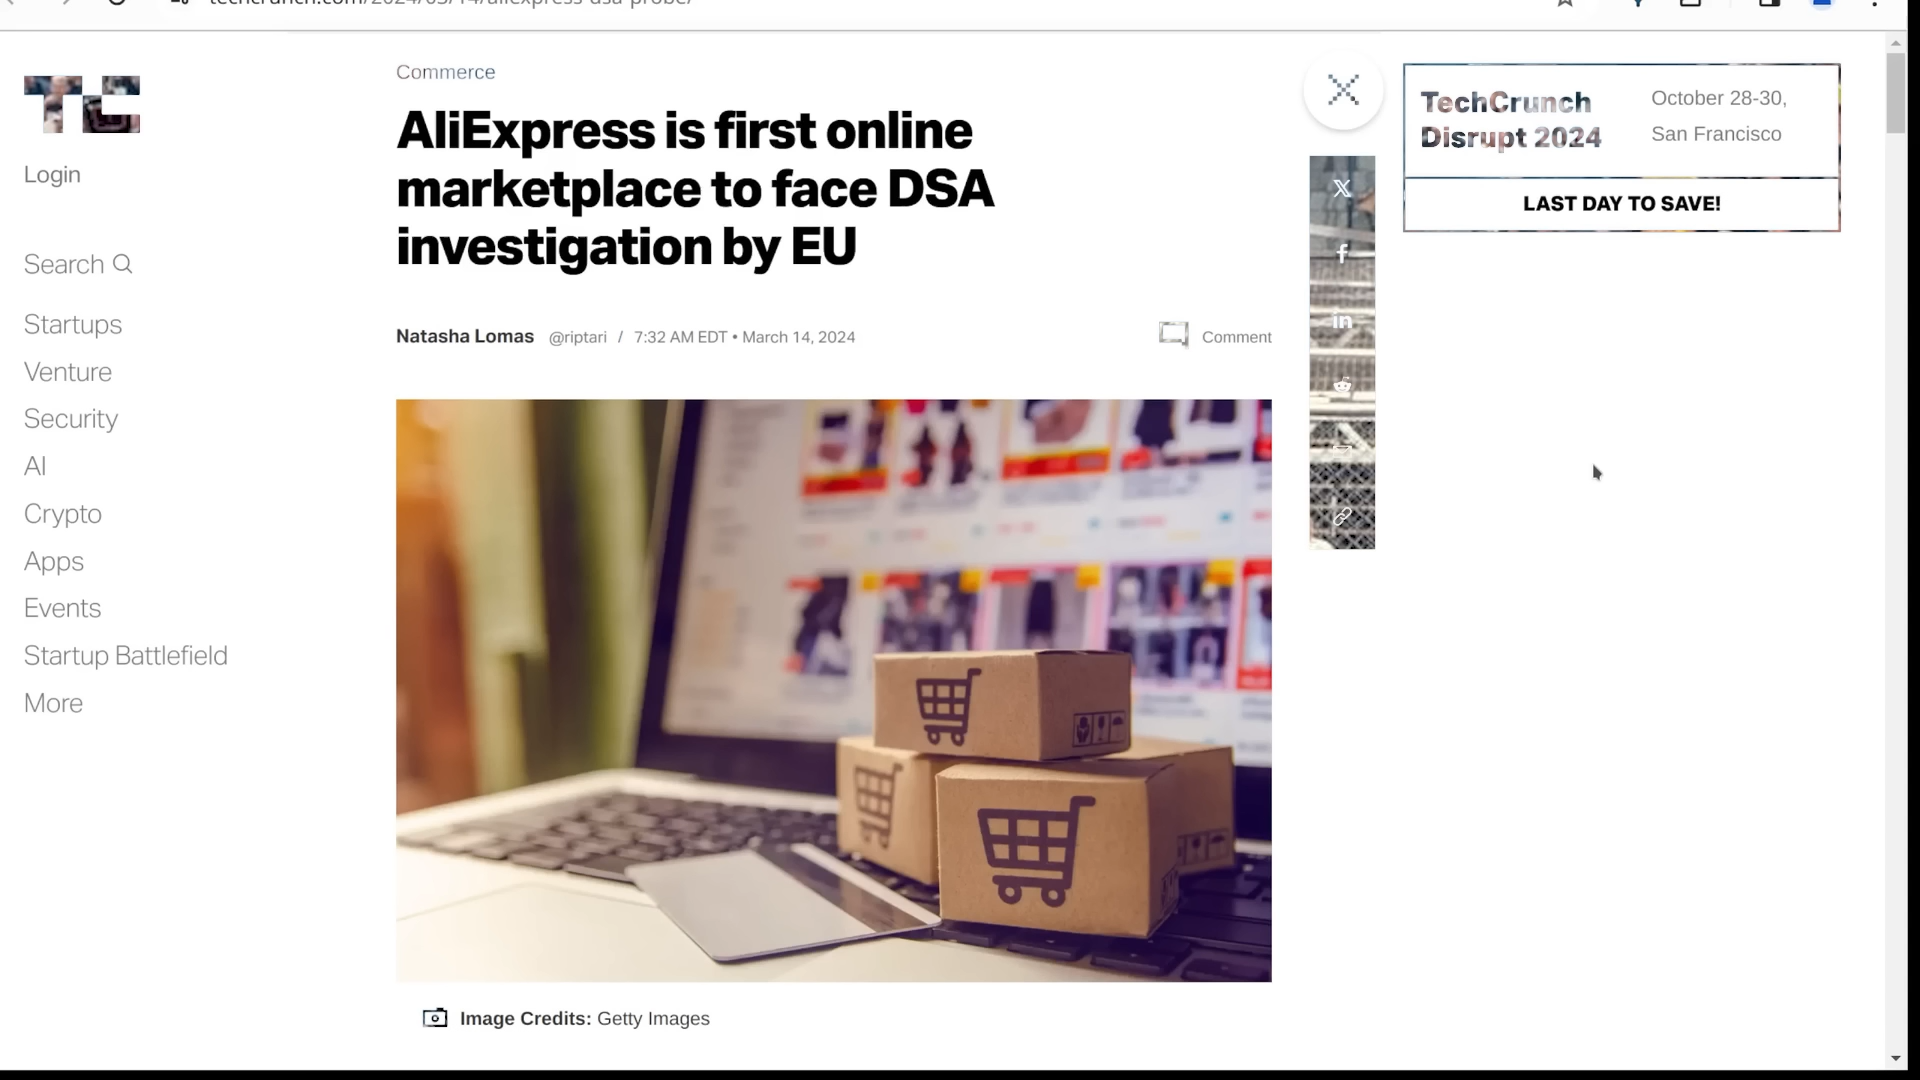 Commerce
AliExpress is first online
marketplace to face DSA
investigation by EU
Natasha Lomas @riptari / 7:32 AM EDT • March 14, 2024
Comment
TC
Login
Search
Startups
Venture
Security
AI
Crypto
Apps
Events
Startup Battlefield
More
Image Credits: Getty Images
TechCrunch
Disrupt 2024
October 28-30,
San Francisco
LAST DAY TO SAVE!